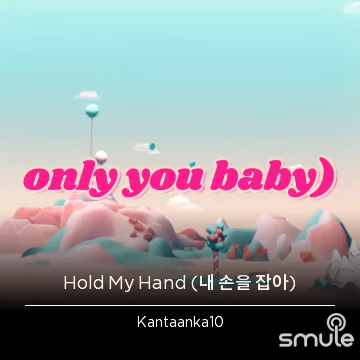 only you baby)
Hold My Hand (내 손을 잡아)
Kantaanka10
smule